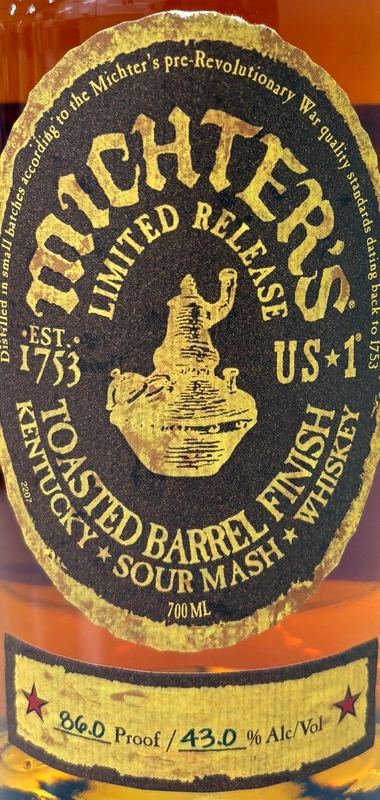 Distilled in small batches according to the Michter's pre-Revolutionary War quality standards dating back to 1753
MICHTER'S®
LIMITED RELEASE
·EST.·
1753
US★1®
TOASTED BARREL FINISH
KENTUCKY ★ SOUR MASH ★ WHISKEY
2207
700 ML
86.0 Proof / 43.0 % Alc/Vol